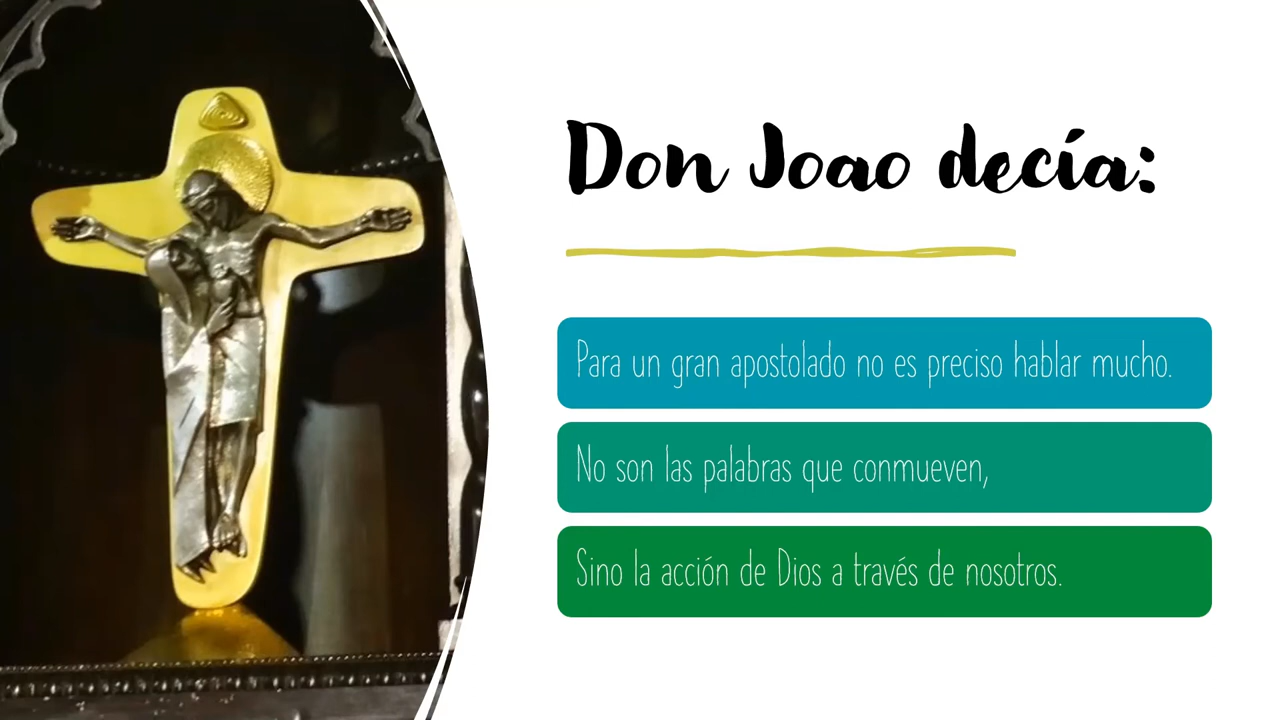 Don Joao decía:
Para un gran apostolado no es preciso hablar mucho.
No son las palabras que conmueven,
Sino la acción de Dios a través de nosotros.